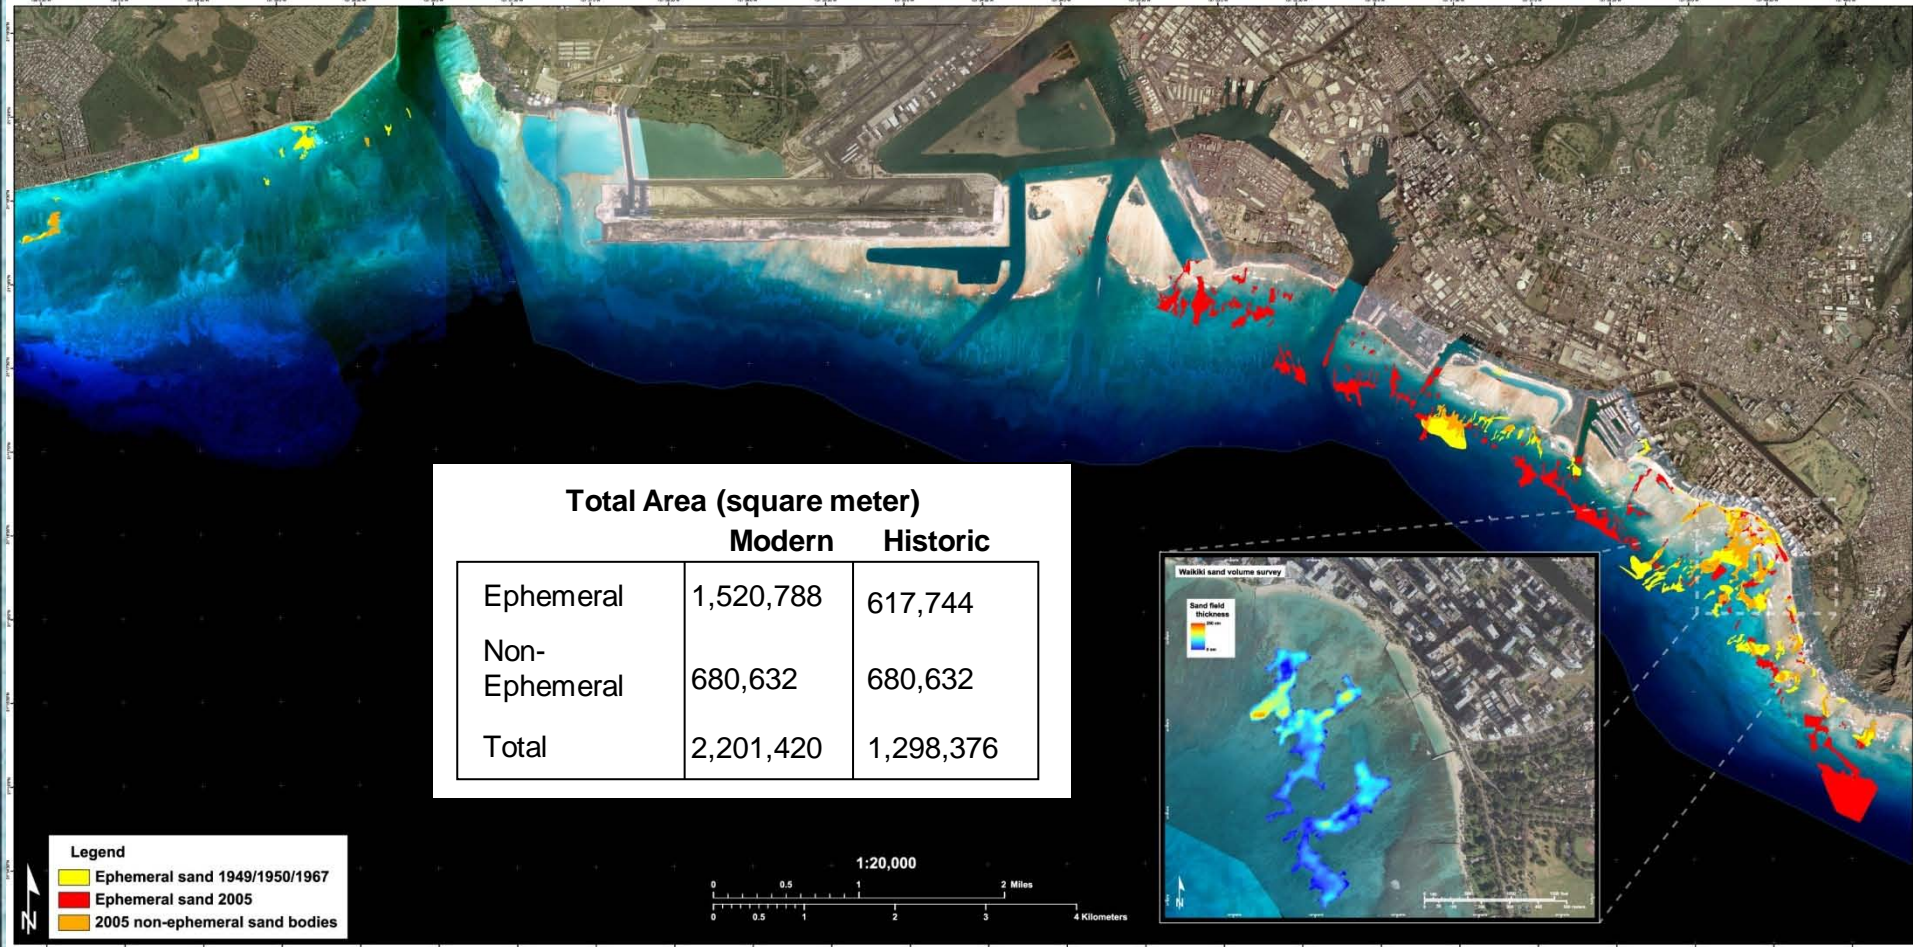 Total Area (square meter)
Modern Historic
Ephemeral 1,520,788 617,744
Non-
Ephemeral 680,632 680,632
Total 2,201,420 1,298,376
Waikiki sand volume survey
Sand field
thickness
Legend
Ephemeral sand 1949/1950/1967
Ephemeral sand 2005
2005 non-ephemeral sand bodies
N
1:20,000
0 0.5 1 2 Miles
0 0.5 1 2 3 4 Kilometers
N